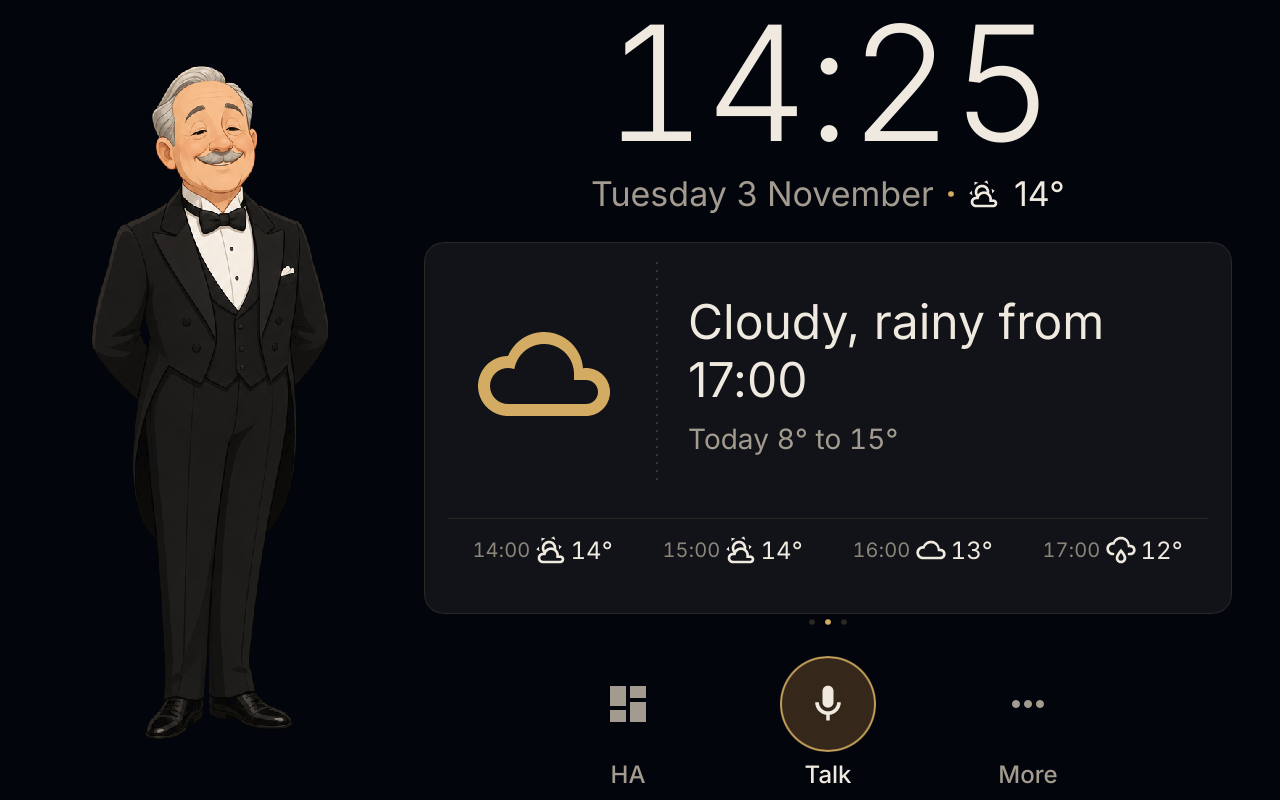 14:25
Tuesday 3 November • 14°
Cloudy, rainy from
17:00
Today 8° to 15°
14:00 14° 15:00 14° 16:00 13° 17:00 12°
HA Talk More